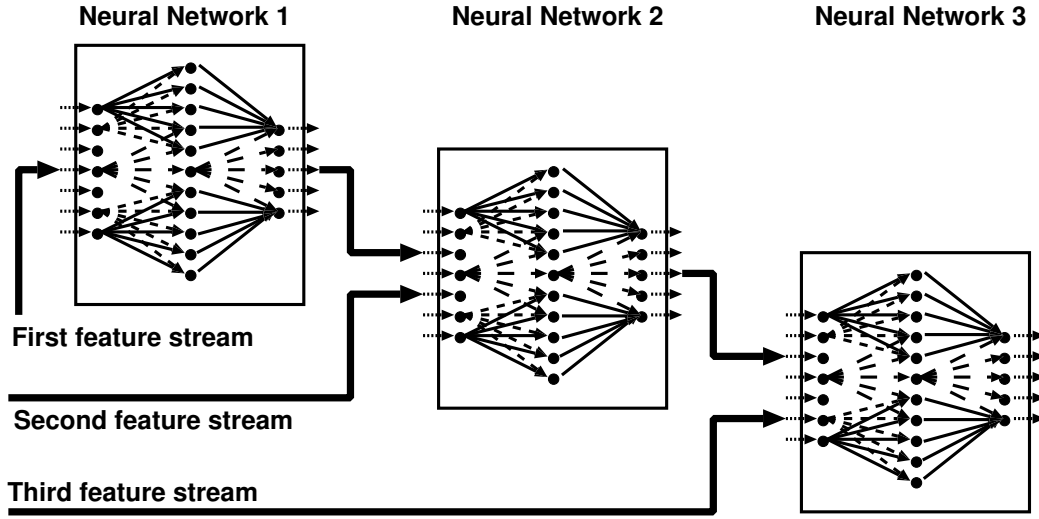 Neural Network 1
Neural Network 2
Neural Network 3
First feature stream
Second feature stream
Third feature stream